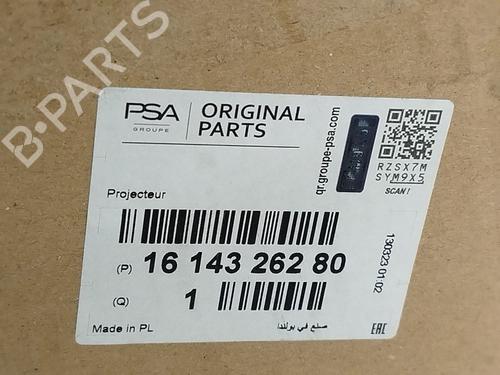 B-PARTS
PSA
GROUPE
ORIGINAL
PARTS
qr.groupe-psa.com
RZSX7M
SYM9X5
SCAN!
Projecteur
(P) 16 143 262 80
130323 01:02
(Q) 1
Made in PL
صنع في بولندا
EAC